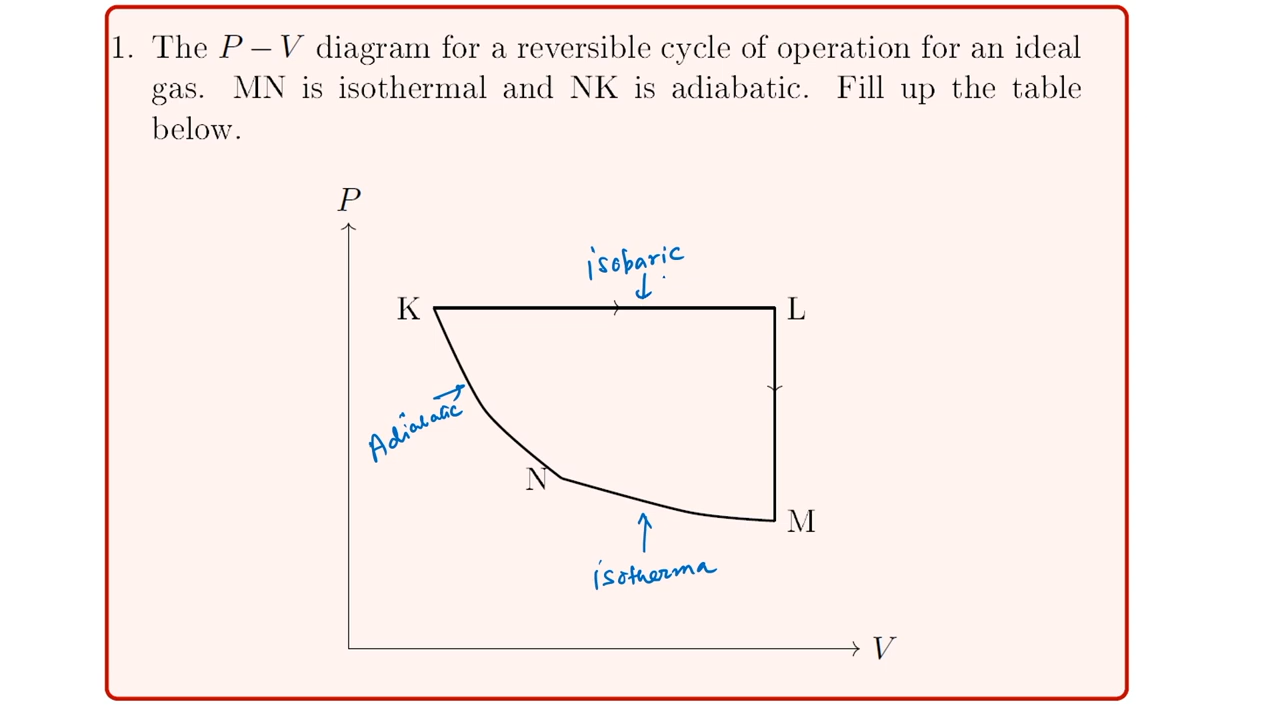 1. The P − V diagram for a reversible cycle of operation for an ideal
gas. MN is isothermal and NK is adiabatic. Fill up the table
below.
P
isobaric
K
L
Adiabatic
N
M
isotherma
V